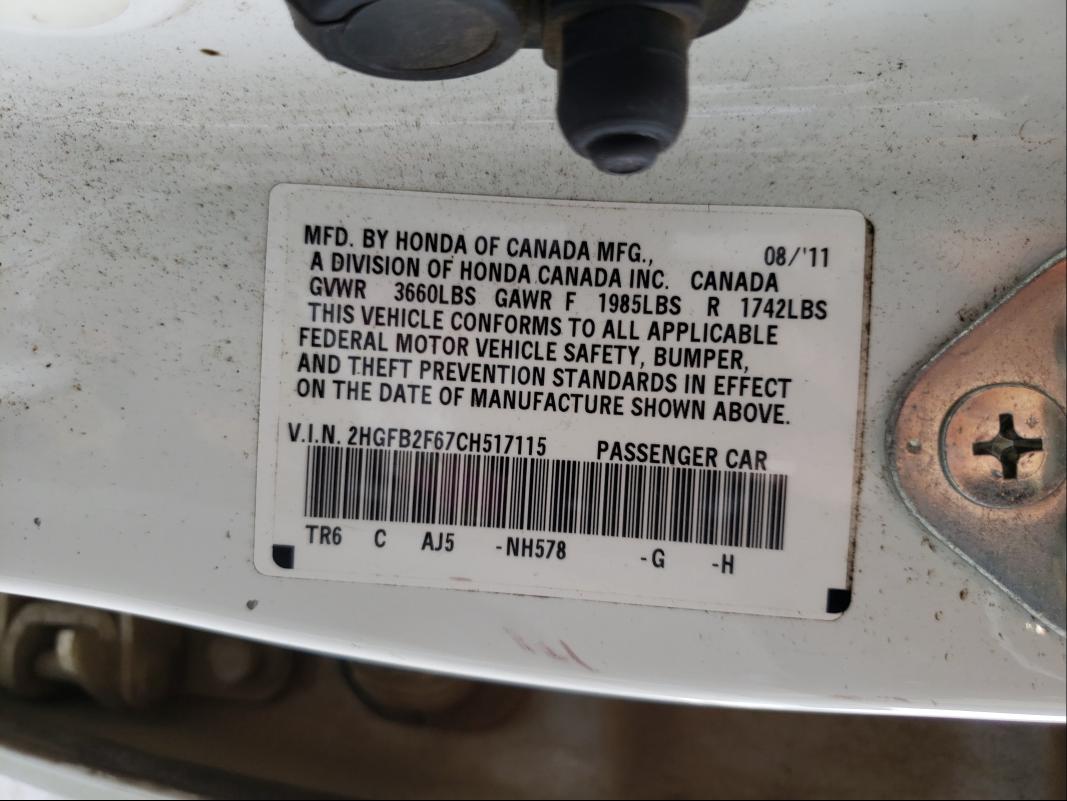 MFD. BY HONDA OF CANADA MFG., 08/'11
A DIVISION OF HONDA CANADA INC. CANADA
GVWR 3660LBS GAWR F 1985LBS R 1742LBS
THIS VEHICLE CONFORMS TO ALL APPLICABLE
FEDERAL MOTOR VEHICLE SAFETY, BUMPER,
AND THEFT PREVENTION STANDARDS IN EFFECT
ON THE DATE OF MANUFACTURE SHOWN ABOVE.
V.I.N. 2HGFB2F67CH517115 PASSENGER CAR
TR6 C AJ5 -NH578 -G -H